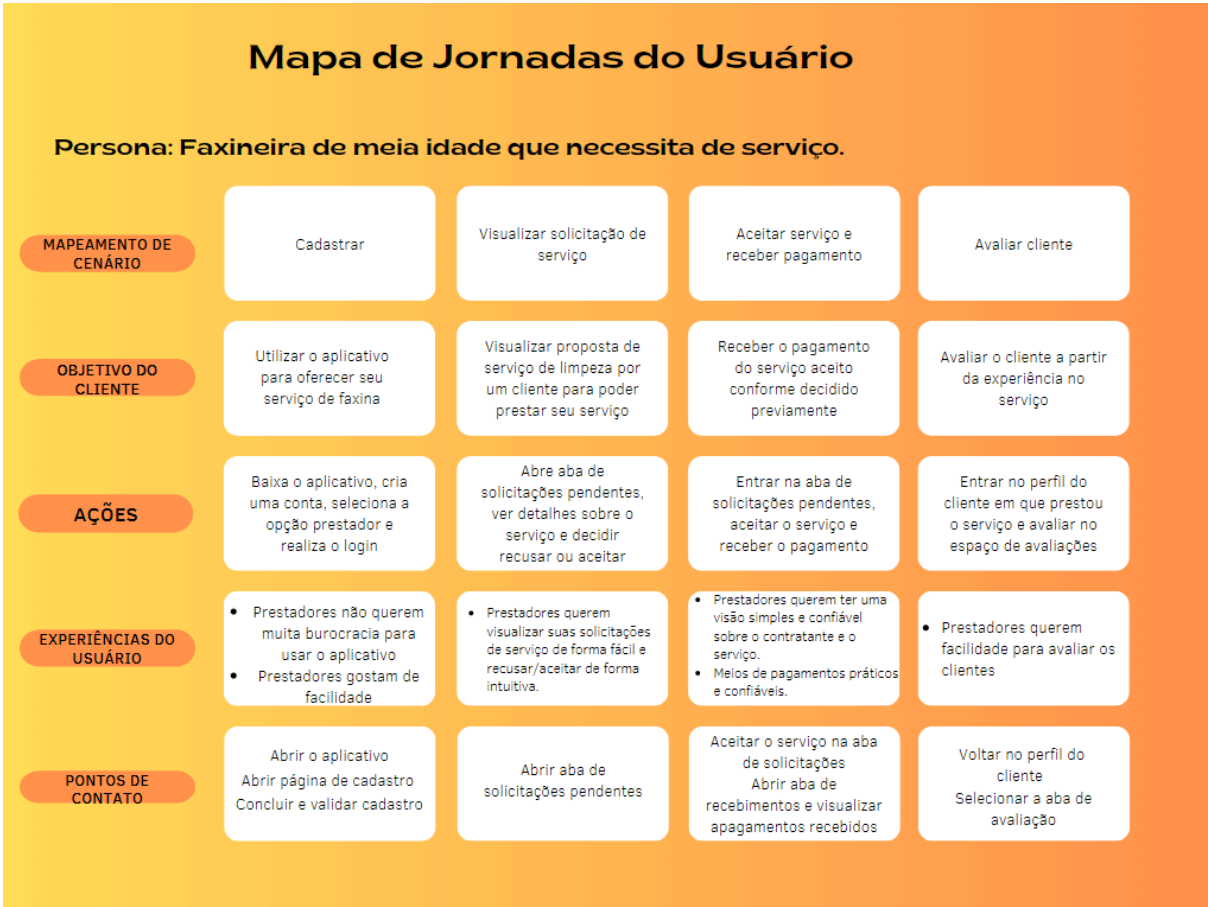 Mapa de Jornadas do Usuário
Persona: Faxineira de meia idade que necessita de serviço.
MAPEAMENTO DE
CENÁRIO
Cadastrar
Visualizar solicitação de
serviço
Aceitar serviço e
receber pagamento
Avaliar cliente
OBJETIVO DO
CLIENTE
Utilizar o aplicativo
para oferecer seu
serviço de faxina
Visualizar proposta de
serviço de limpeza por
um cliente para poder
prestar seu serviço
Receber o pagamento
do serviço aceito
conforme decidido
previamente
Avaliar o cliente a partir
da experiência no
serviço
AÇÕES
Baixa o aplicativo, cria
uma conta, seleciona a
opção prestador e
realiza o login
Abre aba de
solicitações pendentes,
ver detalhes sobre o
serviço e decidir
recusar ou aceitar
Entrar na aba de
solicitações pendentes,
aceitar o serviço e
receber o pagamento
Entrar no perfil do
cliente em que prestou
o serviço e avaliar no
espaço de avaliações
EXPERIÊNCIAS DO
USUÁRIO
• Prestadores não querem
muita burocracia para
usar o aplicativo
• Prestadores gostam de
facilidade
• Prestadores querem
visualizar suas solicitações
de serviço de forma fácil e
recusar/aceitar de forma
intuitiva.
• Prestadores querem ter uma
visão simples e confiável
sobre o contratante e o
serviço.
• Meios de pagamentos práticos
e confiáveis.
• Prestadores querem
facilidade para avaliar os
clientes
PONTOS DE
CONTATO
Abrir o aplicativo
Abrir página de cadastro
Concluir e validar cadastro
Abrir aba de
solicitações pendentes
Aceitar o serviço na aba
de solicitações
Abrir aba de
recebimentos e visualizar
apagamentos recebidos
Voltar no perfil do
cliente
Selecionar a aba de
avaliação